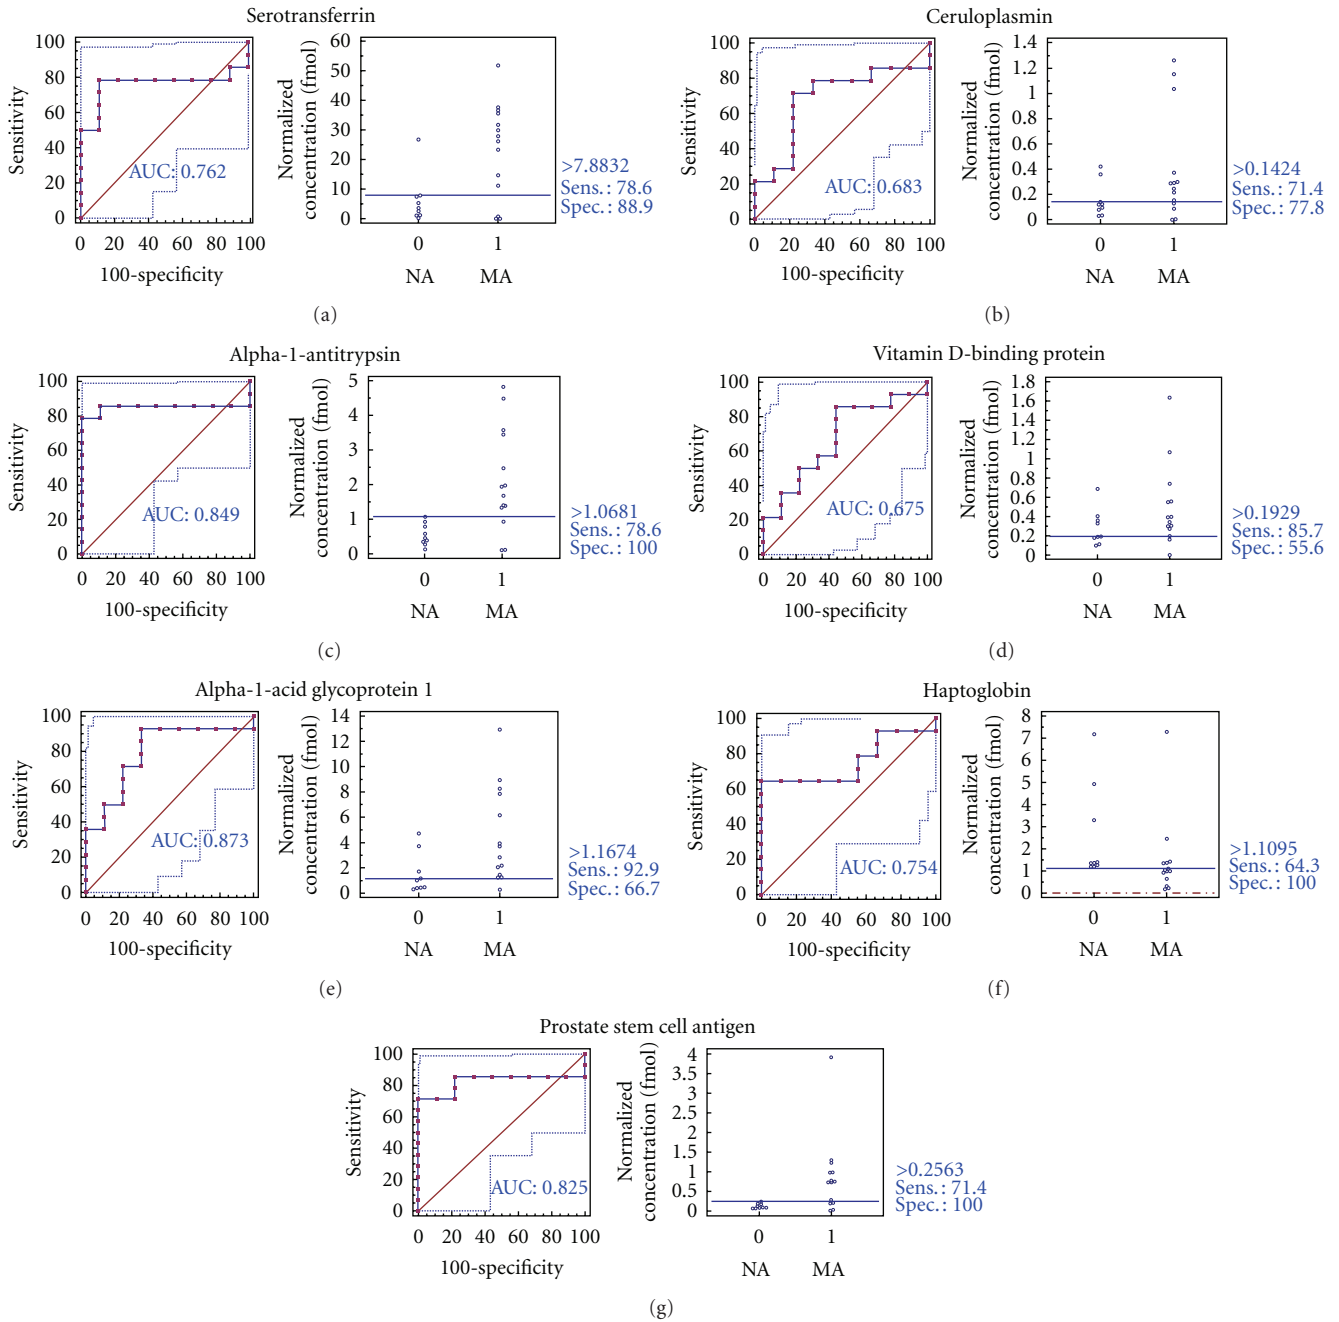 Serotransferrin
Sensitivity
100
80
60
40
20
0
AUC: 0.762
0 20 40 60 80 100
100-specificity
Normalized
concentration (fmol)
60
50
40
30
20
10
0
0 1
NA MA
>7.8832
Sens.: 78.6
Spec.: 88.9
(a)
Ceruloplasmin
Sensitivity
100
80
60
40
20
0
AUC: 0.683
0 20 40 60 80 100
100-specificity
Normalized
concentration (fmol)
1.4
1.2
1
0.8
0.6
0.4
0.2
0
0 1
NA MA
>0.1424
Sens.: 71.4
Spec.: 77.8
(b)
Alpha-1-antitrypsin
Sensitivity
100
80
60
40
20
0
AUC: 0.849
0 20 40 60 80 100
100-specificity
Normalized
concentration (fmol)
5
4
3
2
1
0
0 1
NA MA
>1.0681
Sens.: 78.6
Spec.: 100
(c)
Vitamin D-binding protein
Sensitivity
100
80
60
40
20
0
AUC: 0.675
0 20 40 60 80 100
100-specificity
Normalized
concentration (fmol)
1.8
1.6
1.4
1.2
1
0.8
0.6
0.4
0.2
0
0 1
NA MA
>0.1929
Sens.: 85.7
Spec.: 55.6
(d)
Alpha-1-acid glycoprotein 1
Sensitivity
100
80
60
40
20
0
AUC: 0.873
0 20 40 60 80 100
100-specificity
Normalized
concentration (fmol)
14
12
10
8
6
4
2
0
0 1
NA MA
>1.1674
Sens.: 92.9
Spec.: 66.7
(e)
Haptoglobin
Sensitivity
100
80
60
40
20
0
AUC: 0.754
0 20 40 60 80 100
100-specificity
Normalized
concentration (fmol)
8
7
6
5
4
3
2
1
0
0 1
NA MA
>1.1095
Sens.: 64.3
Spec.: 100
(f)
Prostate stem cell antigen
Sensitivity
100
80
60
40
20
0
AUC: 0.825
0 20 40 60 80 100
100-specificity
Normalized
concentration (fmol)
4
3.5
3
2.5
2
1.5
1
0.5
0
0 1
NA MA
>0.2563
Sens.: 71.4
Spec.: 100
(g)